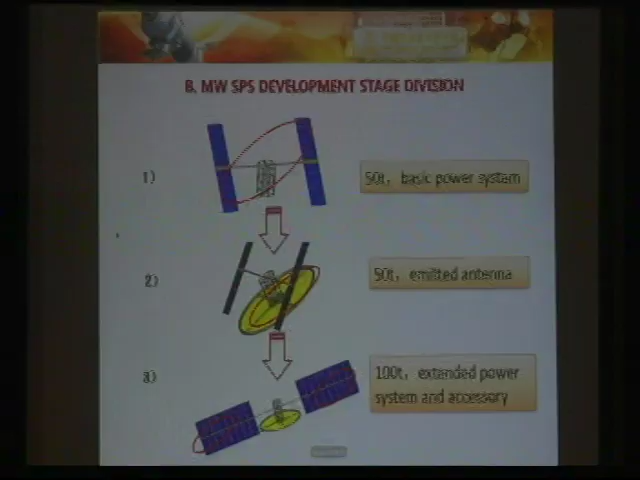 B. MW SPS DEVELOPMENT STAGE DIVISION
1)
50t, basic power system
2)
50t, emitted antenna
3)
100t, extended power
system and accessory